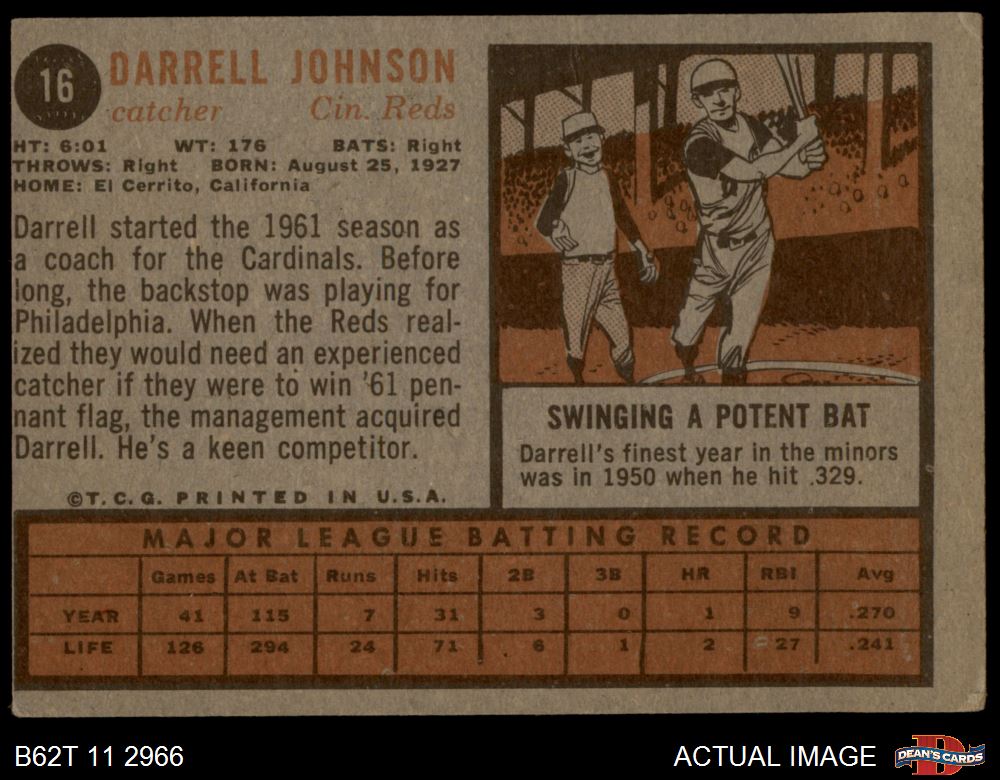 16
DARRELL JOHNSON
catcher Cin. Reds
HT: 6:01 WT: 176 BATS: Right
THROWS: Right BORN: August 25, 1927
HOME: El Cerrito, California
Darrell started the 1961 season as
a coach for the Cardinals. Before
long, the backstop was playing for
Philadelphia. When the Reds real-
ized they would need an experienced
catcher if they were to win '61 pen-
nant flag, the management acquired
Darrell. He's a keen competitor.
©T.C.G. PRINTED IN U.S.A.
SWINGING A POTENT BAT
Darrell's finest year in the minors
was in 1950 when he hit .329.
MAJOR LEAGUE BATTING RECORD
Games At Bat Runs Hits 2B 3B HR RBI Avg
YEAR 41 115 7 31 3 0 1 9 .270
LIFE 126 294 24 71 6 1 2 27 .241
B62T 11 2966
ACTUAL IMAGE
D
DEAN'S CARDS